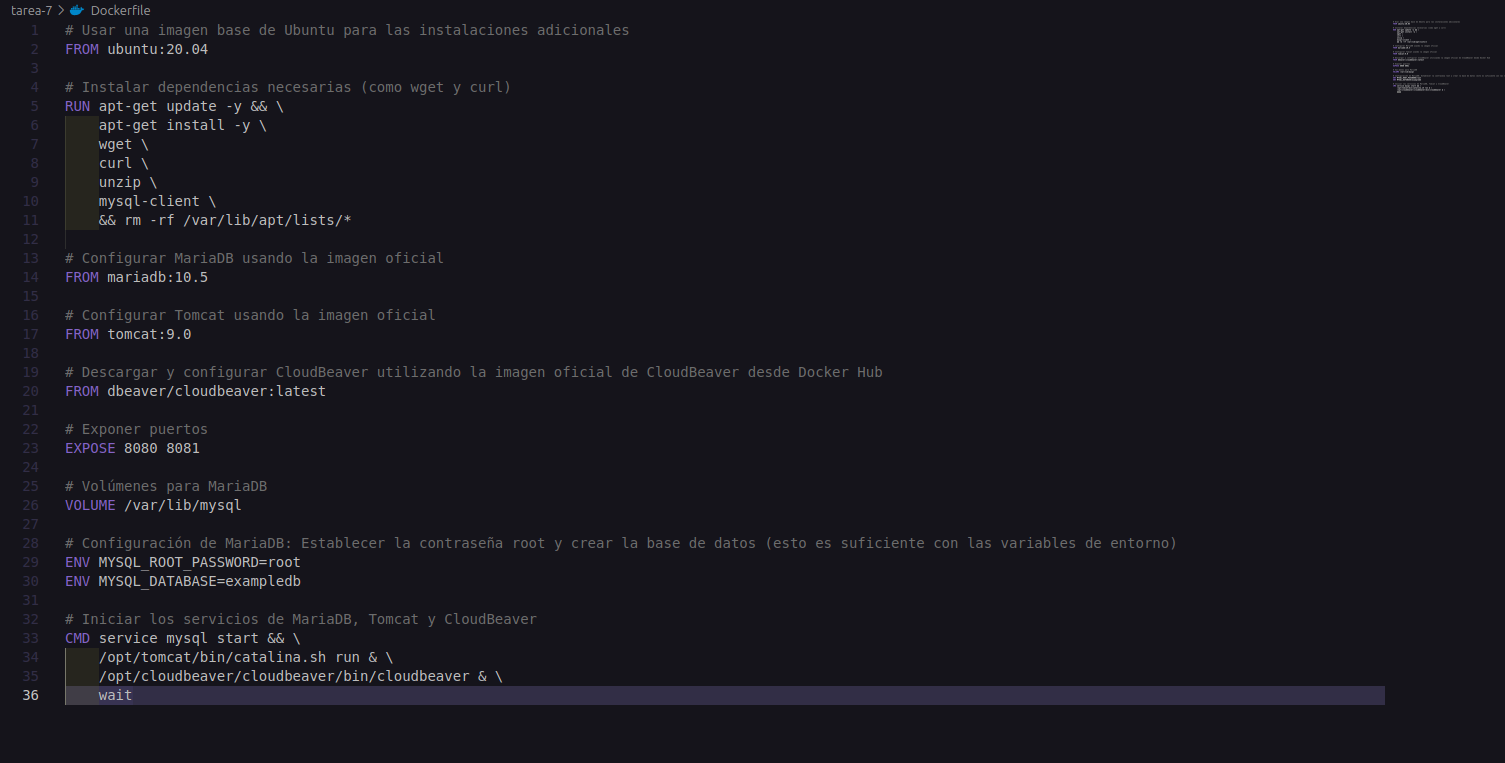 tarea-7 > Dockerfile
1 # Usar una imagen base de Ubuntu para las instalaciones adicionales
2 FROM ubuntu:20.04
3
4 # Instalar dependencias necesarias (como wget y curl)
5 RUN apt-get update -y && \
6     apt-get install -y \
7     wget \
8     curl \
9     unzip \
10     mysql-client \
11     && rm -rf /var/lib/apt/lists/*
12
13 # Configurar MariaDB usando la imagen oficial
14 FROM mariadb:10.5
15
16 # Configurar Tomcat usando la imagen oficial
17 FROM tomcat:9.0
18
19 # Descargar y configurar CloudBeaver utilizando la imagen oficial de CloudBeaver desde Docker Hub
20 FROM dbeaver/cloudbeaver:latest
21
22 # Exponer puertos
23 EXPOSE 8080 8081
24
25 # Volúmenes para MariaDB
26 VOLUME /var/lib/mysql
27
28 # Configuración de MariaDB: Establecer la contraseña root y crear la base de datos (esto es suficiente con las variables de entorno)
29 ENV MYSQL_ROOT_PASSWORD=root
30 ENV MYSQL_DATABASE=exampledb
31
32 # Iniciar los servicios de MariaDB, Tomcat y CloudBeaver
33 CMD service mysql start && \
34     /opt/tomcat/bin/catalina.sh run & \
35     /opt/cloudbeaver/cloudbeaver/bin/cloudbeaver & \
36     wait